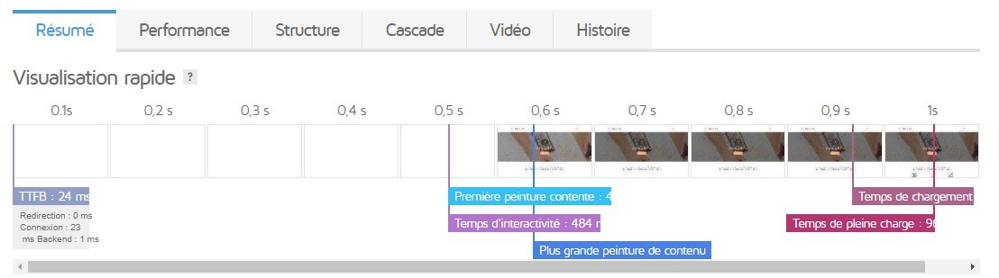 Résumé
Performance
Structure
Cascade
Vidéo
Histoire
Visualisation rapide ?
0.1s
0,2 s
0,3 s
0,4 s
0,5 s
0,6 s
0,7 s
0,8 s
0,9 s
1s
TTFB : 24 ms
Redirection : 0 ms
Connexion : 23
ms Backend : 1 ms
Première peinture contente : 4
Temps d'interactivité : 484
Plus grande peinture de contenu
Temps de chargement
Temps de pleine charge :